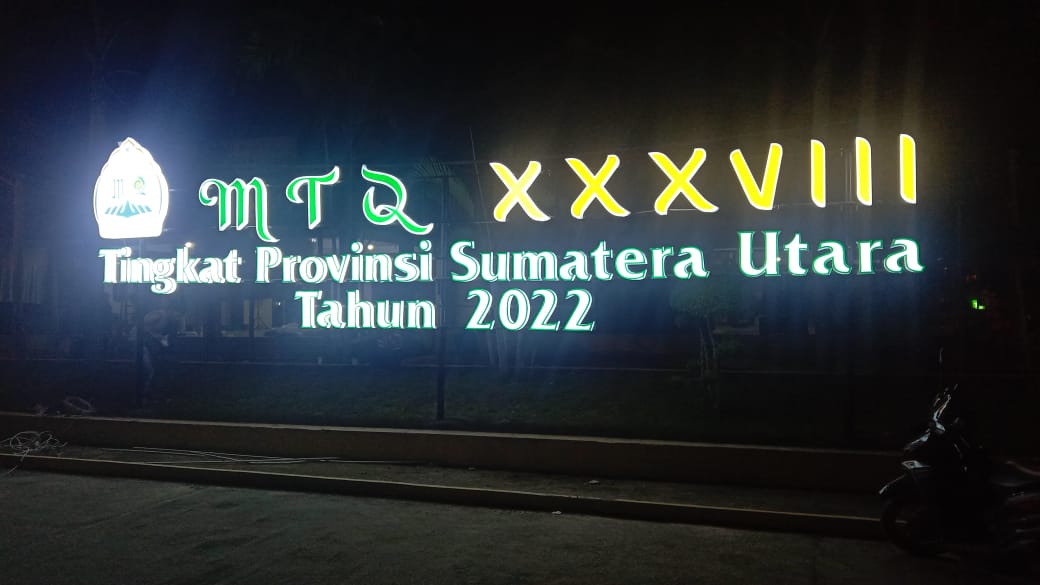 MTQ XXXVIII
Tingkat Provinsi Sumatera Utara
Tahun 2022